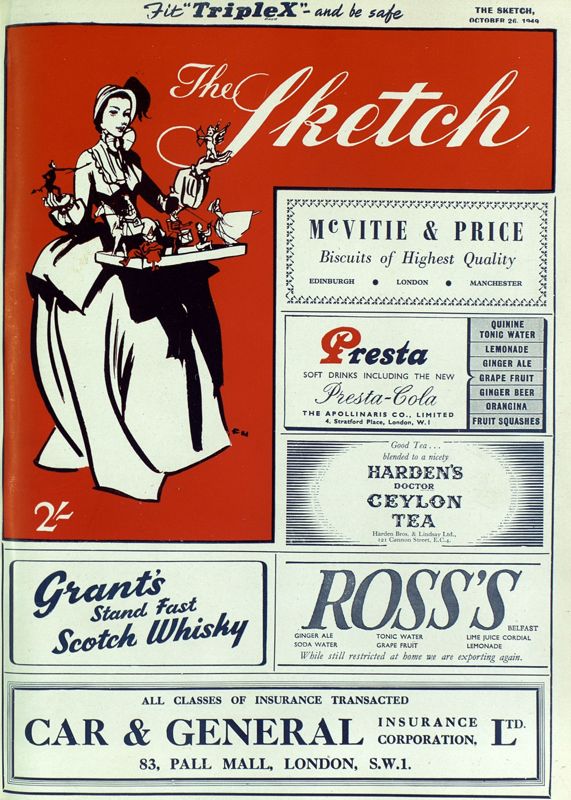 Fit "TripleX" - and be safe
THE SKETCH,
OCTOBER 26, 1949
The Sketch
McVITIE & PRICE
Biscuits of Highest Quality
EDINBURGH • LONDON • MANCHESTER
Presta
SOFT DRINKS INCLUDING THE NEW
Presta-Cola
THE APOLLINARIS CO., LIMITED
4, Stratford Place, London, W.1
QUININE
TONIC WATER
LEMONADE
GINGER ALE
GRAPE FRUIT
GINGER BEER
ORANGINA
FRUIT SQUASHES
Good Tea...
blended to a nicety
HARDEN'S
DOCTOR
CEYLON
TEA
Harden Bros. & Lindsay Ltd.,
121 Cannon Street, E.C.4.
2/-
Grant's
Stand Fast
Scotch Whisky
ROSS'S
BELFAST
GINGER ALE TONIC WATER LIME JUICE CORDIAL
SODA WATER GRAPE FRUIT LEMONADE
While still restricted at home we are exporting again.
ALL CLASSES OF INSURANCE TRANSACTED
CAR & GENERAL INSURANCE CORPORATION, LTD.
83, PALL MALL, LONDON, S.W.1.